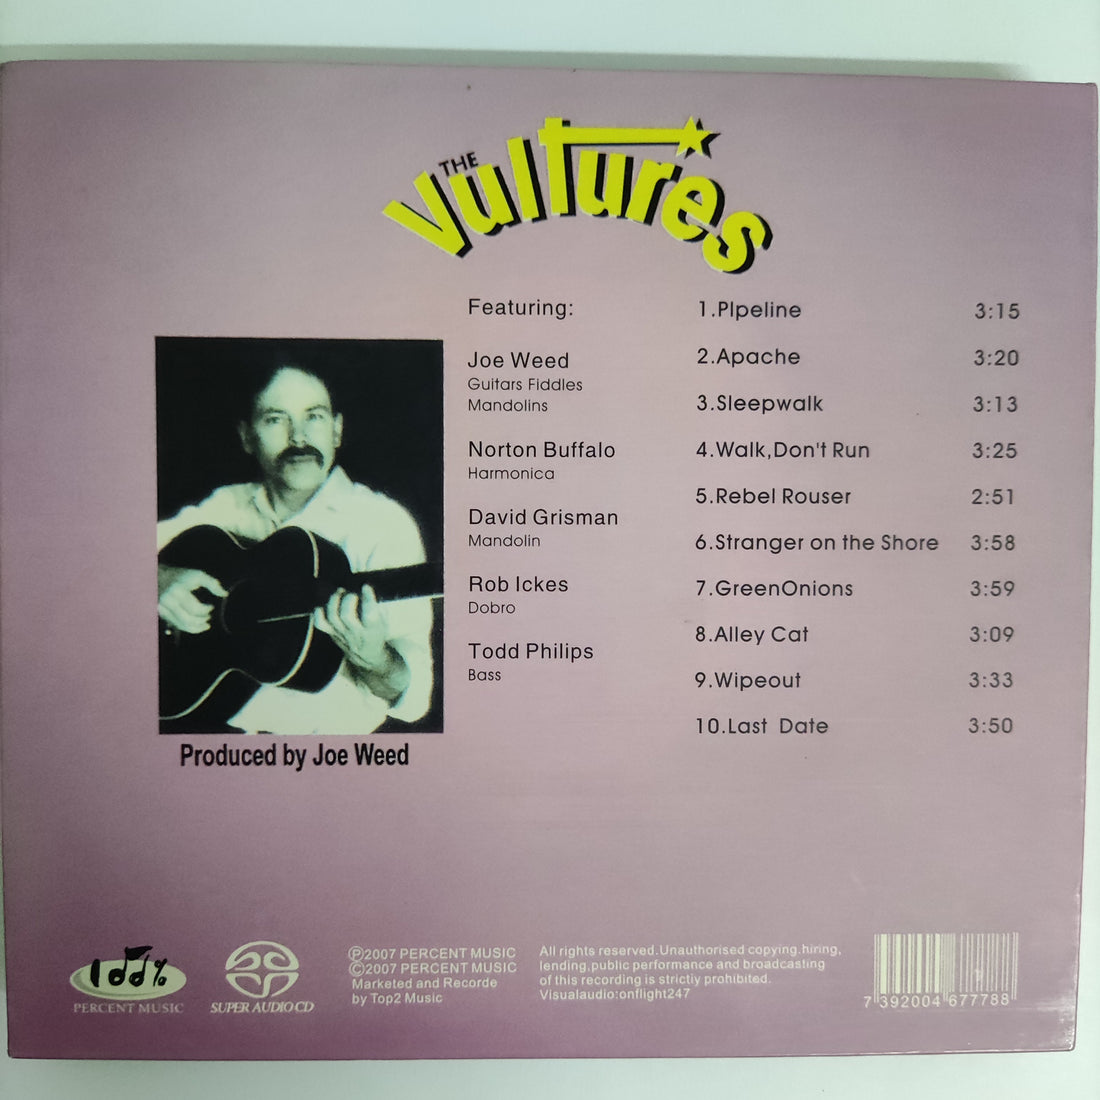 THE
Vultures
Featuring:
Joe Weed
Guitars Fiddles
Mandolins
Norton Buffalo
Harmonica
David Grisman
Mandolin
Rob Ickes
Dobro
Todd Philips
Bass
1.PIpeline 3:15
2.Apache 3:20
3.Sleepwalk 3:13
4.Walk,Don't Run 3:25
5.Rebel Rouser 2:51
6.Stranger on the Shore 3:58
7.GreenOnions 3:59
8.Alley Cat 3:09
9.Wipeout 3:33
10.Last Date 3:50
Produced by Joe Weed
100%
PERCENT MUSIC
SUPER AUDIO CD
Ⓟ2007 PERCENT MUSIC
©2007 PERCENT MUSIC
Marketed and Recorde
by Top2 Music
All rights reserved.Unauthorised copying.hiring,
lending.public performance and broadcasting
of this recording is strictly prohibited.
Visualaudio:onflight247
7 392004 677788